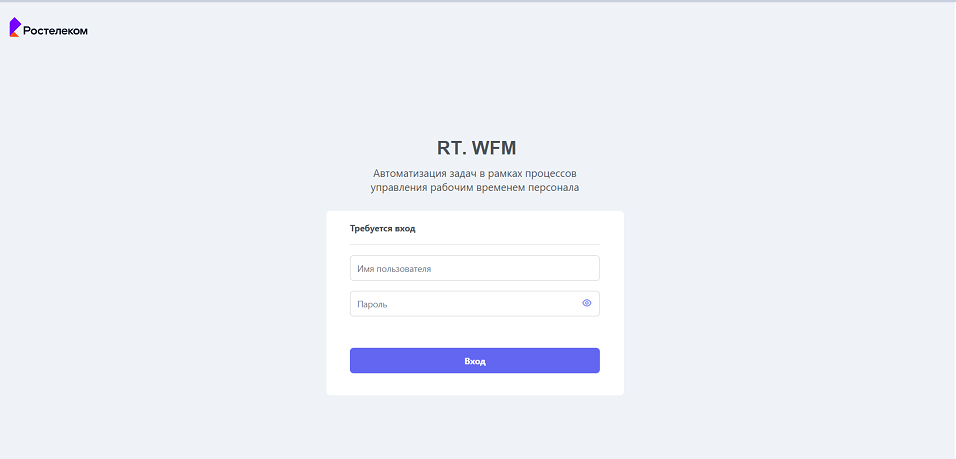 Ростелеком
RT. WFM
Автоматизация задач в рамках процессов
управления рабочим временем персонала
Требуется вход
Имя пользователя
Пароль
Вход